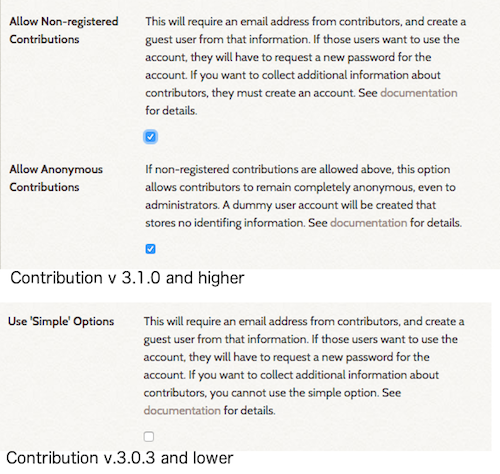 Allow Non-registered Contributions
This will require an email address from contributors, and create a
guest user from that information. If those users want to use the
account, they will have to request a new password for the
account. If you want to collect additional information about
contributors, they must create an account. See documentation
for details.
Allow Anonymous Contributions
If non-registered contributions are allowed above, this option
allows contributors to remain completely anonymous, even to
administrators. A dummy user account will be created that
stores no identifing information. See documentation for details.
Contribution v 3.1.0 and higher
Use 'Simple' Options
This will require an email address from contributors, and create a
guest user from that information. If those users want to use the
account, they will have to request a new password for the
account. If you want to collect additional information about
contributors, you cannot use the simple option. See
documentation for details.
Contribution v.3.0.3 and lower